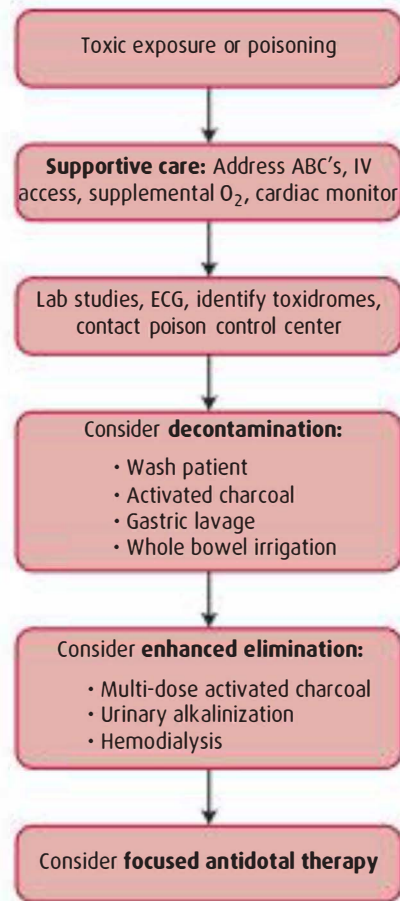 Toxic exposure or poisoning
Supportive care: Address ABC's, IV
access, supplemental O₂, cardiac monitor
Lab studies, ECG, identify toxidromes,
contact poison control center
Consider decontamination:
• Wash patient
• Activated charcoal
• Gastric lavage
• Whole bowel irrigation
Consider enhanced elimination:
• Multi-dose activated charcoal
• Urinary alkalinization
• Hemodialysis
Consider focused antidotal therapy